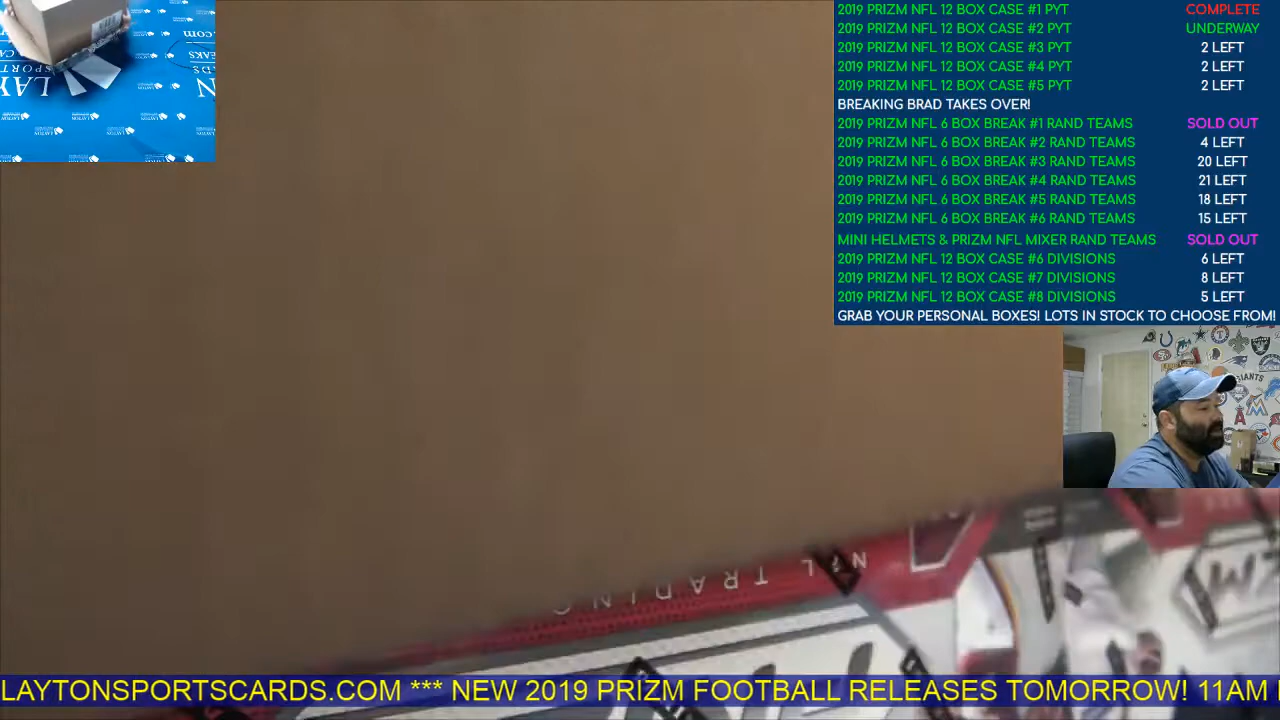 2019 PRIZM NFL 12 BOX CASE #1 PYT COMPLETE
2019 PRIZM NFL 12 BOX CASE #2 PYT UNDERWAY
2019 PRIZM NFL 12 BOX CASE #3 PYT 2 LEFT
2019 PRIZM NFL 12 BOX CASE #4 PYT 2 LEFT
2019 PRIZM NFL 12 BOX CASE #5 PYT 2 LEFT
BREAKING BRAD TAKES OVER!
2019 PRIZM NFL 6 BOX BREAK #1 RAND TEAMS SOLD OUT
2019 PRIZM NFL 6 BOX BREAK #2 RAND TEAMS 4 LEFT
2019 PRIZM NFL 6 BOX BREAK #3 RAND TEAMS 20 LEFT
2019 PRIZM NFL 6 BOX BREAK #4 RAND TEAMS 21 LEFT
2019 PRIZM NFL 6 BOX BREAK #5 RAND TEAMS 18 LEFT
2019 PRIZM NFL 6 BOX BREAK #6 RAND TEAMS 15 LEFT
MINI HELMETS & PRIZM NFL MIXER RAND TEAMS SOLD OUT
2019 PRIZM NFL 12 BOX CASE #6 DIVISIONS 6 LEFT
2019 PRIZM NFL 12 BOX CASE #7 DIVISIONS 8 LEFT
2019 PRIZM NFL 12 BOX CASE #8 DIVISIONS 5 LEFT
GRAB YOUR PERSONAL BOXES! LOTS IN STOCK TO CHOOSE FROM!
GIANTS
NFL TRADING
LAYTONSPORTSCARDS.COM *** NEW 2019 PRIZM FOOTBALL RELEASES TOMORROW! 11AM